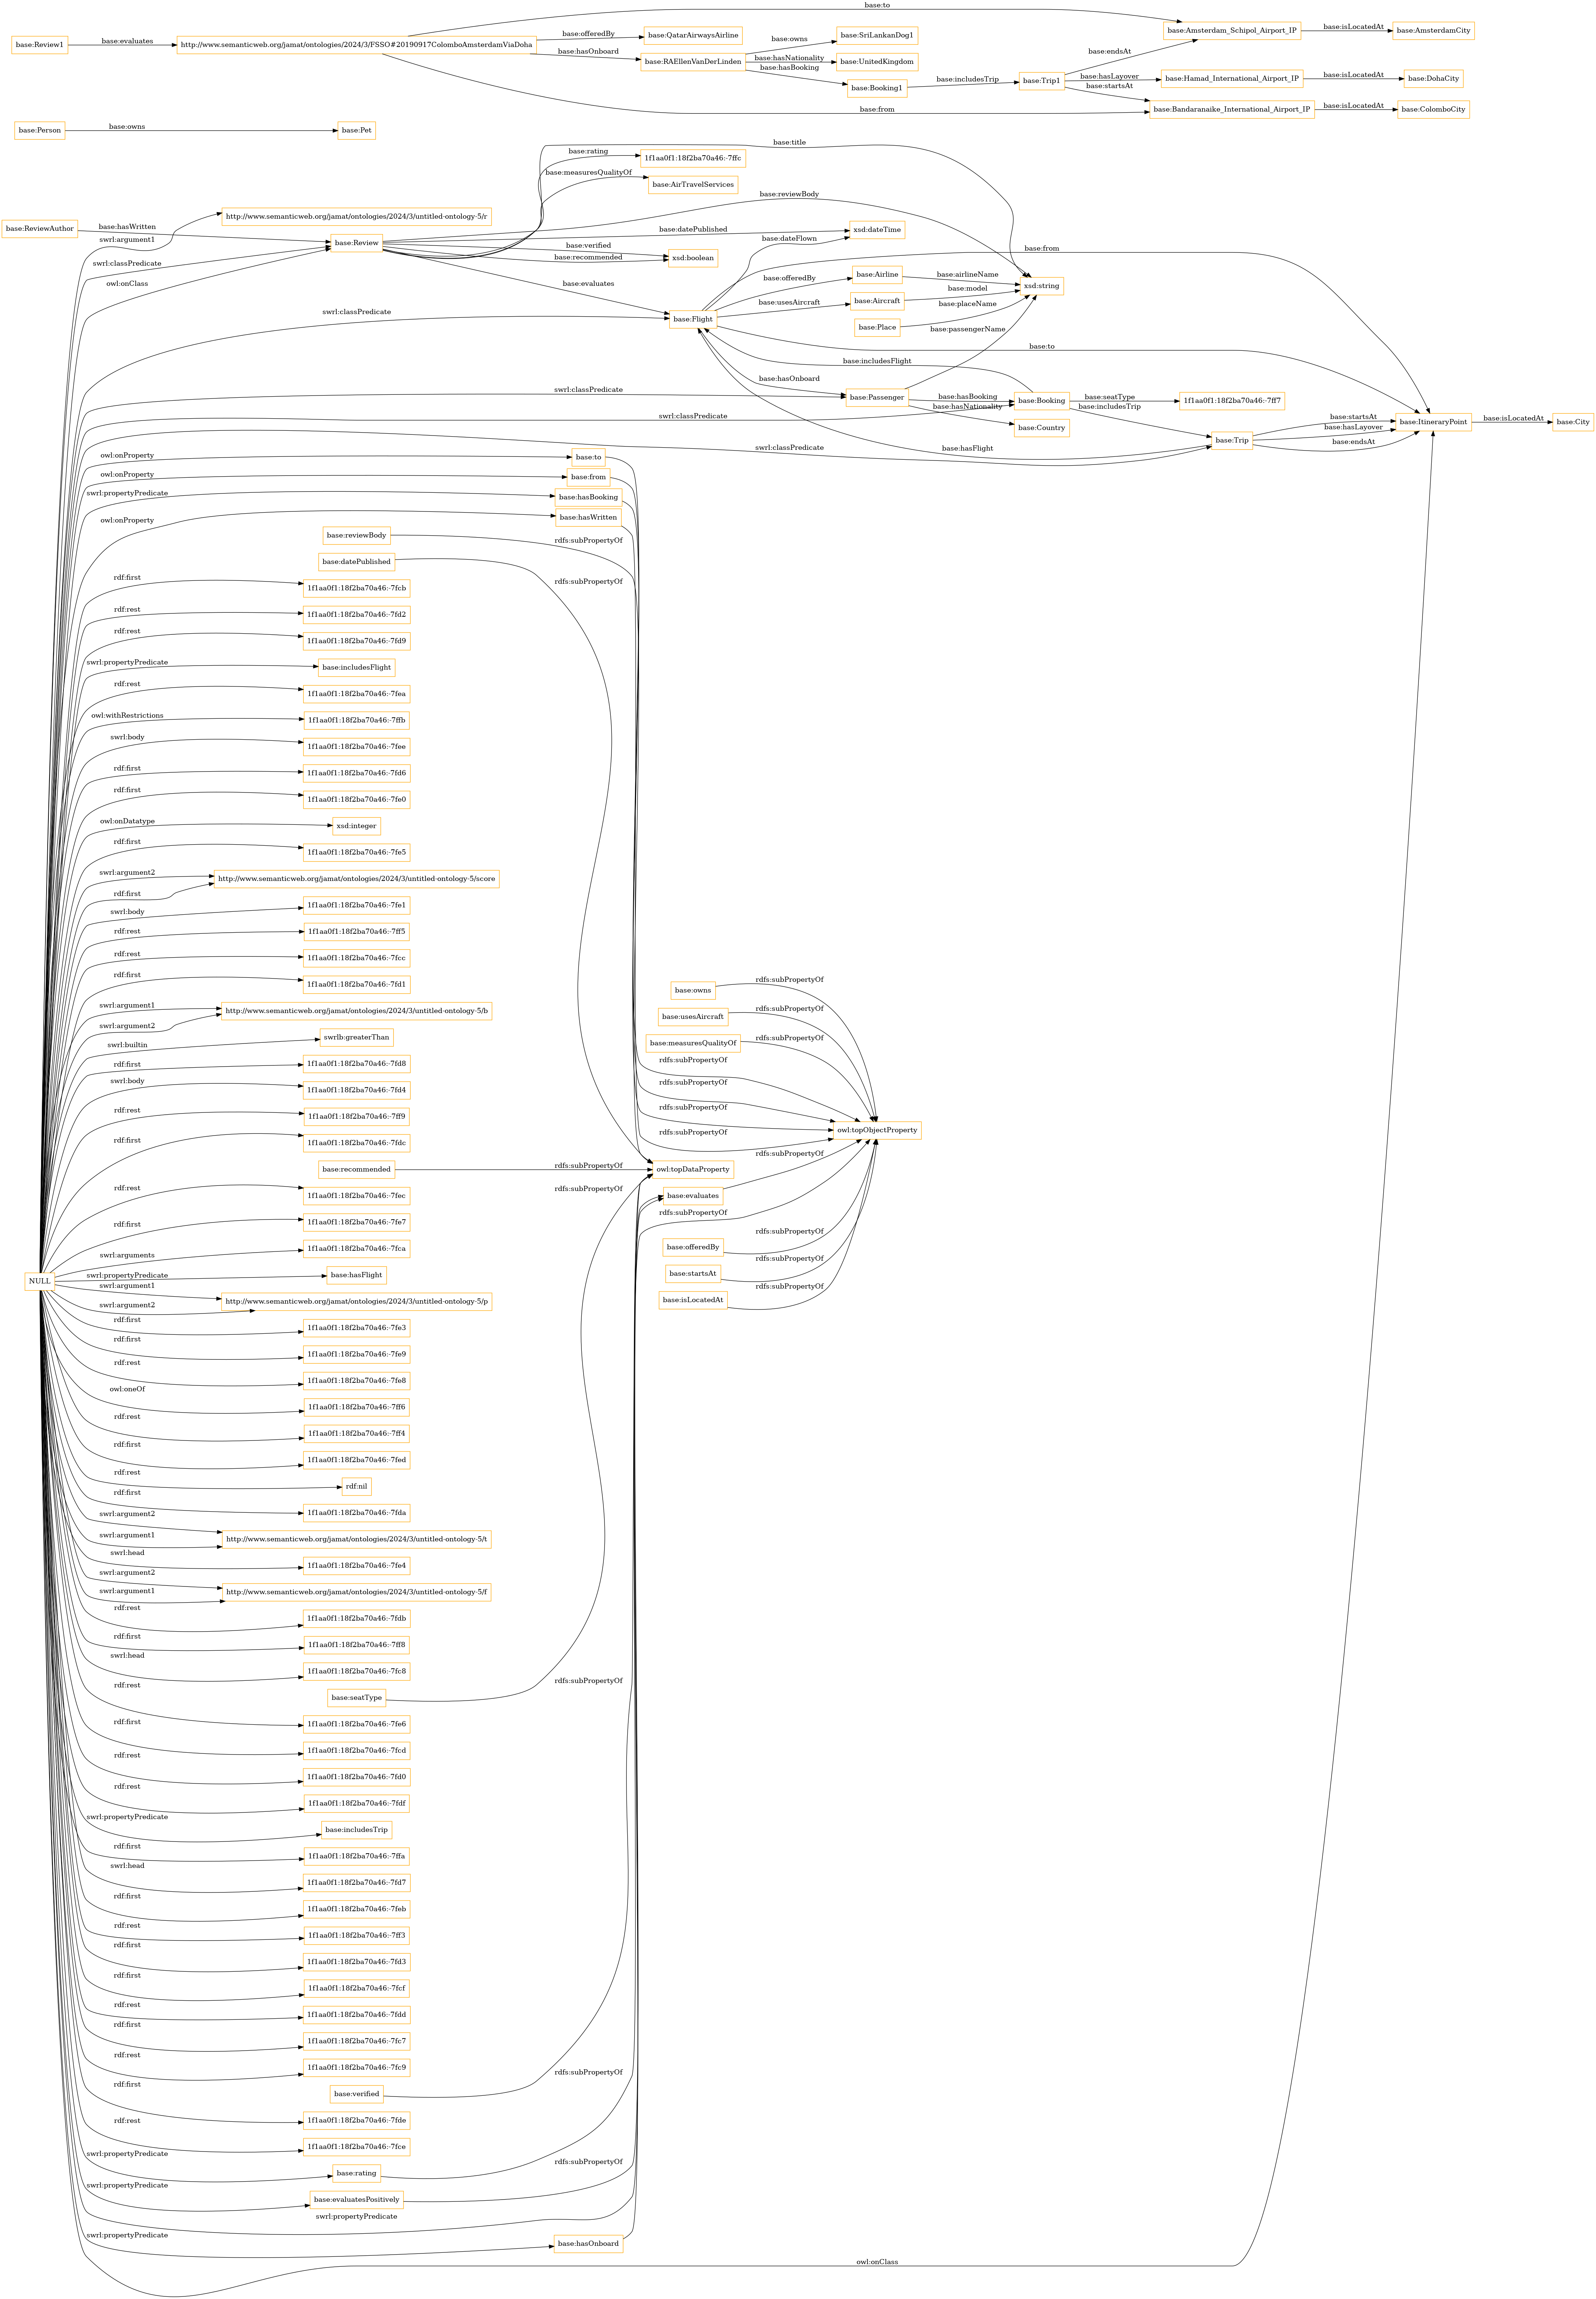 base:to
base:Review1
base:evaluates
http://www.semanticweb.org/jamat/ontologies/2024/3/FSSO#20190917ColomboAmsterdamViaDoha
base:offeredBy
base:QatarAirwaysAirline
base:hasOnboard
base:RAEllenVanDerLinden
base:owns
base:SriLankanDog1
base:hasNationality
base:UnitedKingdom
base:hasBooking
base:Booking1
base:includesTrip
base:Trip1
base:endsAt
base:Amsterdam_Schipol_Airport_IP
base:isLocatedAt
base:AmsterdamCity
base:hasLayover
base:Hamad_International_Airport_IP
base:isLocatedAt
base:DohaCity
base:startsAt
base:from
base:Bandaranaike_International_Airport_IP
base:isLocatedAt
base:ColomboCity
base:Person
base:owns
base:Pet
base:title
base:rating
1f1aa0f1:18f2ba70a46:-7ffc
base:measuresQualityOf
base:AirTravelServices
base:reviewBody
swrl:argument1
http://www.semanticweb.org/jamat/ontologies/2024/3/untitled-ontology-5/r
base:ReviewAuthor
base:hasWritten
base:Review
base:datePublished
xsd:dateTime
base:dateFlown
base:verified
base:recommended
xsd:boolean
base:from
swrl:classPredicate
owl:onClass
base:evaluates
base:offeredBy
base:Airline
base:airlineName
xsd:string
base:usesAircraft
base:Aircraft
base:model
base:placeName
base:Place
base:passengerName
swrl:classPredicate
base:Flight
base:to
base:includesFlight
base:hasOnboard
swrl:classPredicate
base:Passenger
base:hasBooking
base:hasNationality
base:Booking
base:seatType
1f1aa0f1:18f2ba70a46:-7ff7
base:includesTrip
swrl:classPredicate
base:Country
swrl:classPredicate
base:hasFlight
base:Trip
base:startsAt
base:hasLayover
base:endsAt
base:ItineraryPoint
base:isLocatedAt
base:City
owl:onProperty
base:to
owl:onProperty
base:from
swrl:propertyPredicate
base:hasBooking
owl:onProperty
base:hasWritten
base:reviewBody
rdfs:subPropertyOf
base:datePublished
rdfs:subPropertyOf
rdf:first
1f1aa0f1:18f2ba70a46:-7fcb
rdf:rest
1f1aa0f1:18f2ba70a46:-7fd2
rdf:rest
1f1aa0f1:18f2ba70a46:-7fd9
swrl:propertyPredicate
base:includesFlight
rdf:rest
1f1aa0f1:18f2ba70a46:-7fea
owl:withRestrictions
1f1aa0f1:18f2ba70a46:-7ffb
swrl:body
1f1aa0f1:18f2ba70a46:-7fee
rdf:first
1f1aa0f1:18f2ba70a46:-7fd6
rdf:first
1f1aa0f1:18f2ba70a46:-7fe0
owl:onDatatype
xsd:integer
rdf:first
1f1aa0f1:18f2ba70a46:-7fe5
swrl:argument2
http://www.semanticweb.org/jamat/ontologies/2024/3/untitled-ontology-5/score
rdf:first
swrl:body
1f1aa0f1:18f2ba70a46:-7fe1
rdf:rest
1f1aa0f1:18f2ba70a46:-7ff5
rdf:rest
1f1aa0f1:18f2ba70a46:-7fcc
rdf:first
1f1aa0f1:18f2ba70a46:-7fd1
base:owns
rdfs:subPropertyOf
swrl:argument1
http://www.semanticweb.org/jamat/ontologies/2024/3/untitled-ontology-5/b
swrl:argument2
base:usesAircraft
rdfs:subPropertyOf
swrl:builtin
swrlb:greaterThan
base:measuresQualityOf
rdfs:subPropertyOf
rdf:first
1f1aa0f1:18f2ba70a46:-7fd8
rdfs:subPropertyOf
swrl:body
1f1aa0f1:18f2ba70a46:-7fd4
rdfs:subPropertyOf
rdf:rest
1f1aa0f1:18f2ba70a46:-7ff9
rdfs:subPropertyOf
owl:topObjectProperty
rdf:first
1f1aa0f1:18f2ba70a46:-7fdc
rdfs:subPropertyOf
base:recommended
rdfs:subPropertyOf
owl:topDataProperty
rdfs:subPropertyOf
rdf:rest
1f1aa0f1:18f2ba70a46:-7fec
rdfs:subPropertyOf
base:evaluates
rdf:first
1f1aa0f1:18f2ba70a46:-7fe7
rdfs:subPropertyOf
swrl:arguments
1f1aa0f1:18f2ba70a46:-7fca
base:offeredBy
rdfs:subPropertyOf
NULL
swrl:propertyPredicate
base:hasFlight
base:startsAt
rdfs:subPropertyOf
swrl:argument1
http://www.semanticweb.org/jamat/ontologies/2024/3/untitled-ontology-5/p
swrl:argument2
base:isLocatedAt
rdfs:subPropertyOf
rdf:first
1f1aa0f1:18f2ba70a46:-7fe3
rdf:first
1f1aa0f1:18f2ba70a46:-7fe9
rdf:rest
1f1aa0f1:18f2ba70a46:-7fe8
owl:oneOf
1f1aa0f1:18f2ba70a46:-7ff6
rdf:rest
1f1aa0f1:18f2ba70a46:-7ff4
rdf:first
1f1aa0f1:18f2ba70a46:-7fed
rdf:rest
rdf:nil
rdf:first
1f1aa0f1:18f2ba70a46:-7fda
swrl:argument2
http://www.semanticweb.org/jamat/ontologies/2024/3/untitled-ontology-5/t
swrl:argument1
swrl:head
1f1aa0f1:18f2ba70a46:-7fe4
swrl:argument2
http://www.semanticweb.org/jamat/ontologies/2024/3/untitled-ontology-5/f
swrl:argument1
rdf:rest
1f1aa0f1:18f2ba70a46:-7fdb
rdf:first
1f1aa0f1:18f2ba70a46:-7ff8
swrl:head
1f1aa0f1:18f2ba70a46:-7fc8
rdfs:subPropertyOf
base:seatType
rdf:rest
1f1aa0f1:18f2ba70a46:-7fe6
rdf:first
1f1aa0f1:18f2ba70a46:-7fcd
rdf:rest
1f1aa0f1:18f2ba70a46:-7fd0
rdf:rest
1f1aa0f1:18f2ba70a46:-7fdf
swrl:propertyPredicate
base:includesTrip
rdf:first
1f1aa0f1:18f2ba70a46:-7ffa
swrl:head
1f1aa0f1:18f2ba70a46:-7fd7
rdf:first
1f1aa0f1:18f2ba70a46:-7feb
rdf:rest
1f1aa0f1:18f2ba70a46:-7ff3
rdf:first
1f1aa0f1:18f2ba70a46:-7fd3
rdf:first
1f1aa0f1:18f2ba70a46:-7fcf
rdf:rest
1f1aa0f1:18f2ba70a46:-7fdd
rdf:first
1f1aa0f1:18f2ba70a46:-7fc7
rdf:rest
1f1aa0f1:18f2ba70a46:-7fc9
rdfs:subPropertyOf
base:verified
rdf:first
1f1aa0f1:18f2ba70a46:-7fde
rdf:rest
1f1aa0f1:18f2ba70a46:-7fce
swrl:propertyPredicate
base:rating
rdfs:subPropertyOf
swrl:propertyPredicate
base:evaluatesPositively
swrl:propertyPredicate
swrl:propertyPredicate
base:hasOnboard
owl:onClass